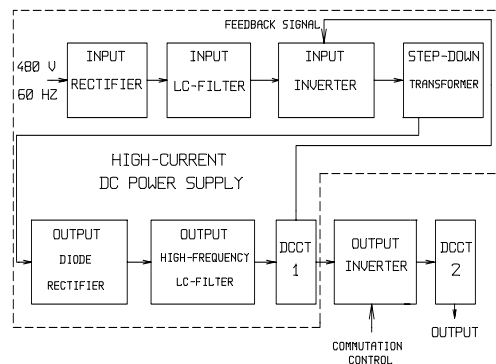 FEEDBACK SIGNAL
480 V
60 HZ
INPUT
RECTIFIER
INPUT
LC-FILTER
INPUT
INVERTER
STEP-DOWN
TRANSFORMER
HIGH-CURRENT
DC POWER SUPPLY
OUTPUT
DIODE
RECTIFIER
OUTPUT
HIGH-FREQUENCY
LC-FILTER
DCCT
1
OUTPUT
INVERTER
DCCT
2
OUTPUT
COMMUTATION
CONTROL